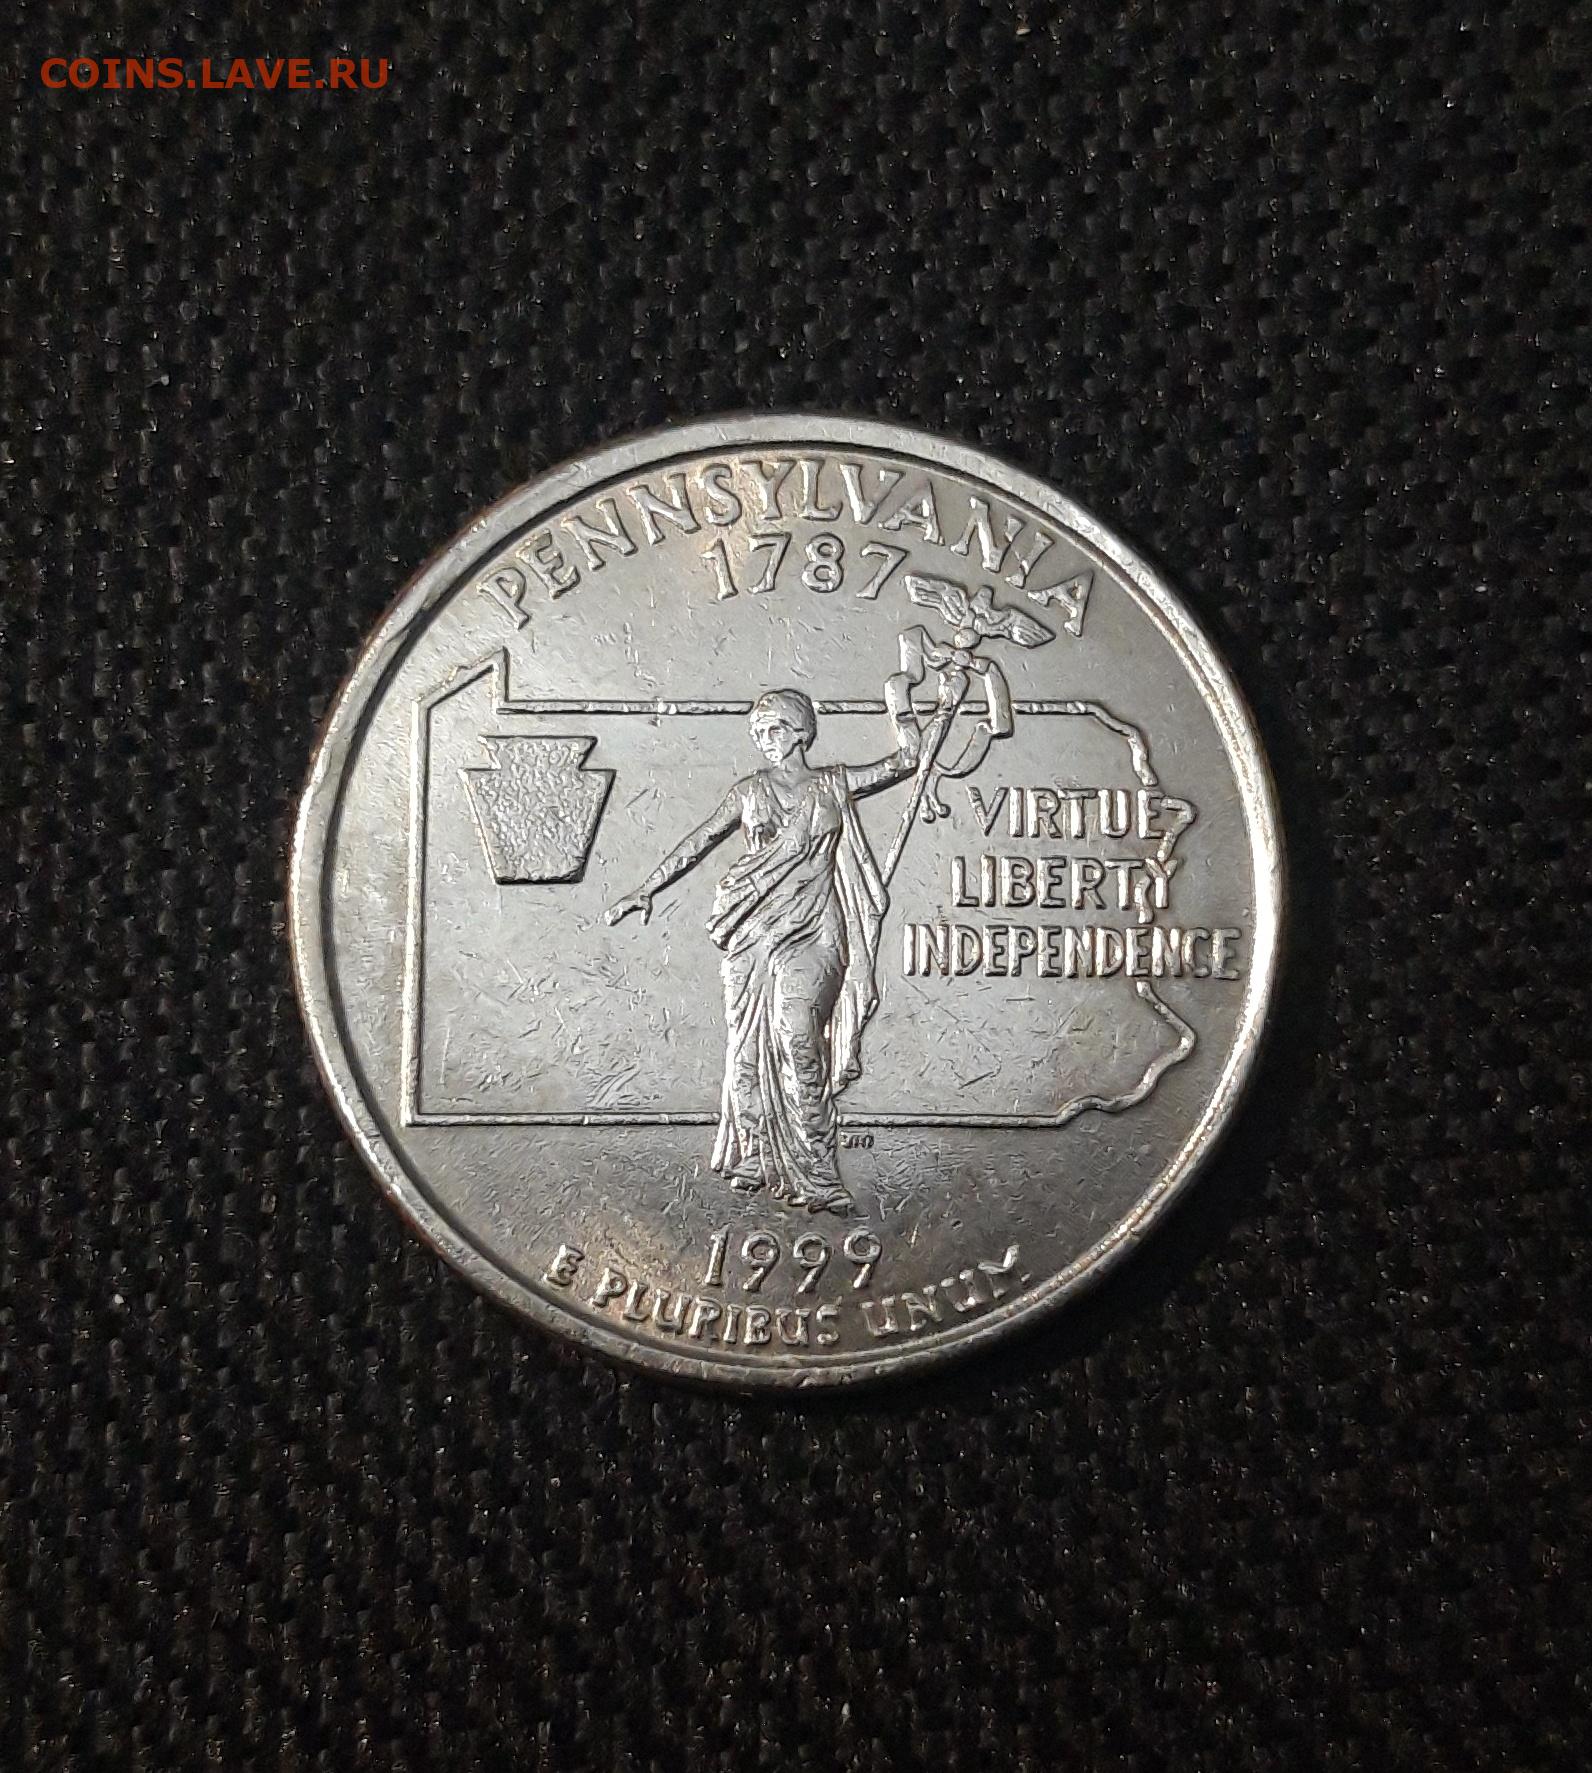 COINS.LAVE.RU
PENNSYLVANIA
1787
VIRTUE
LIBERTY
INDEPENDENCE
1999
E PLURIBUS UNUM